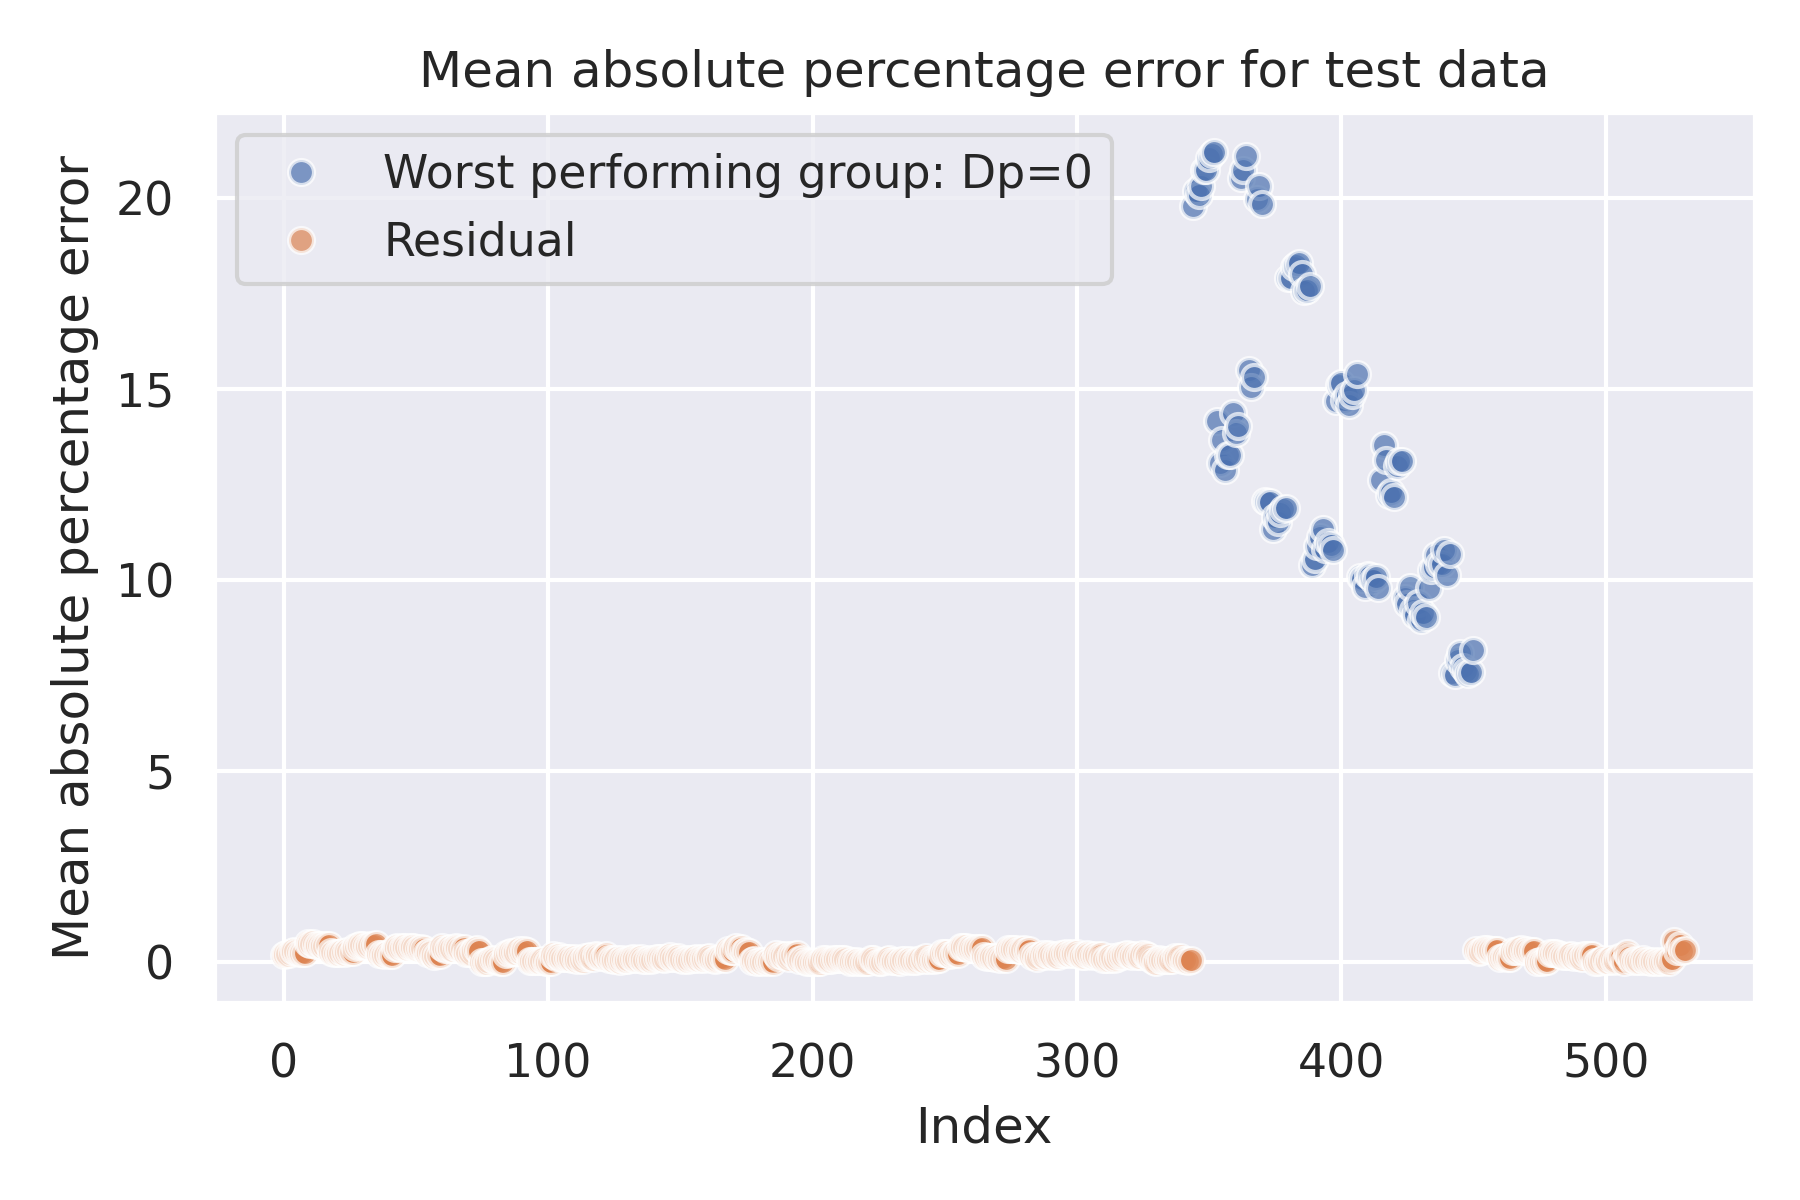 Mean absolute percentage error for test data
Worst performing group: Dp=0
Residual
Mean absolute percentage error
20
15
10
5
0
0 100 200 300 400 500
Index